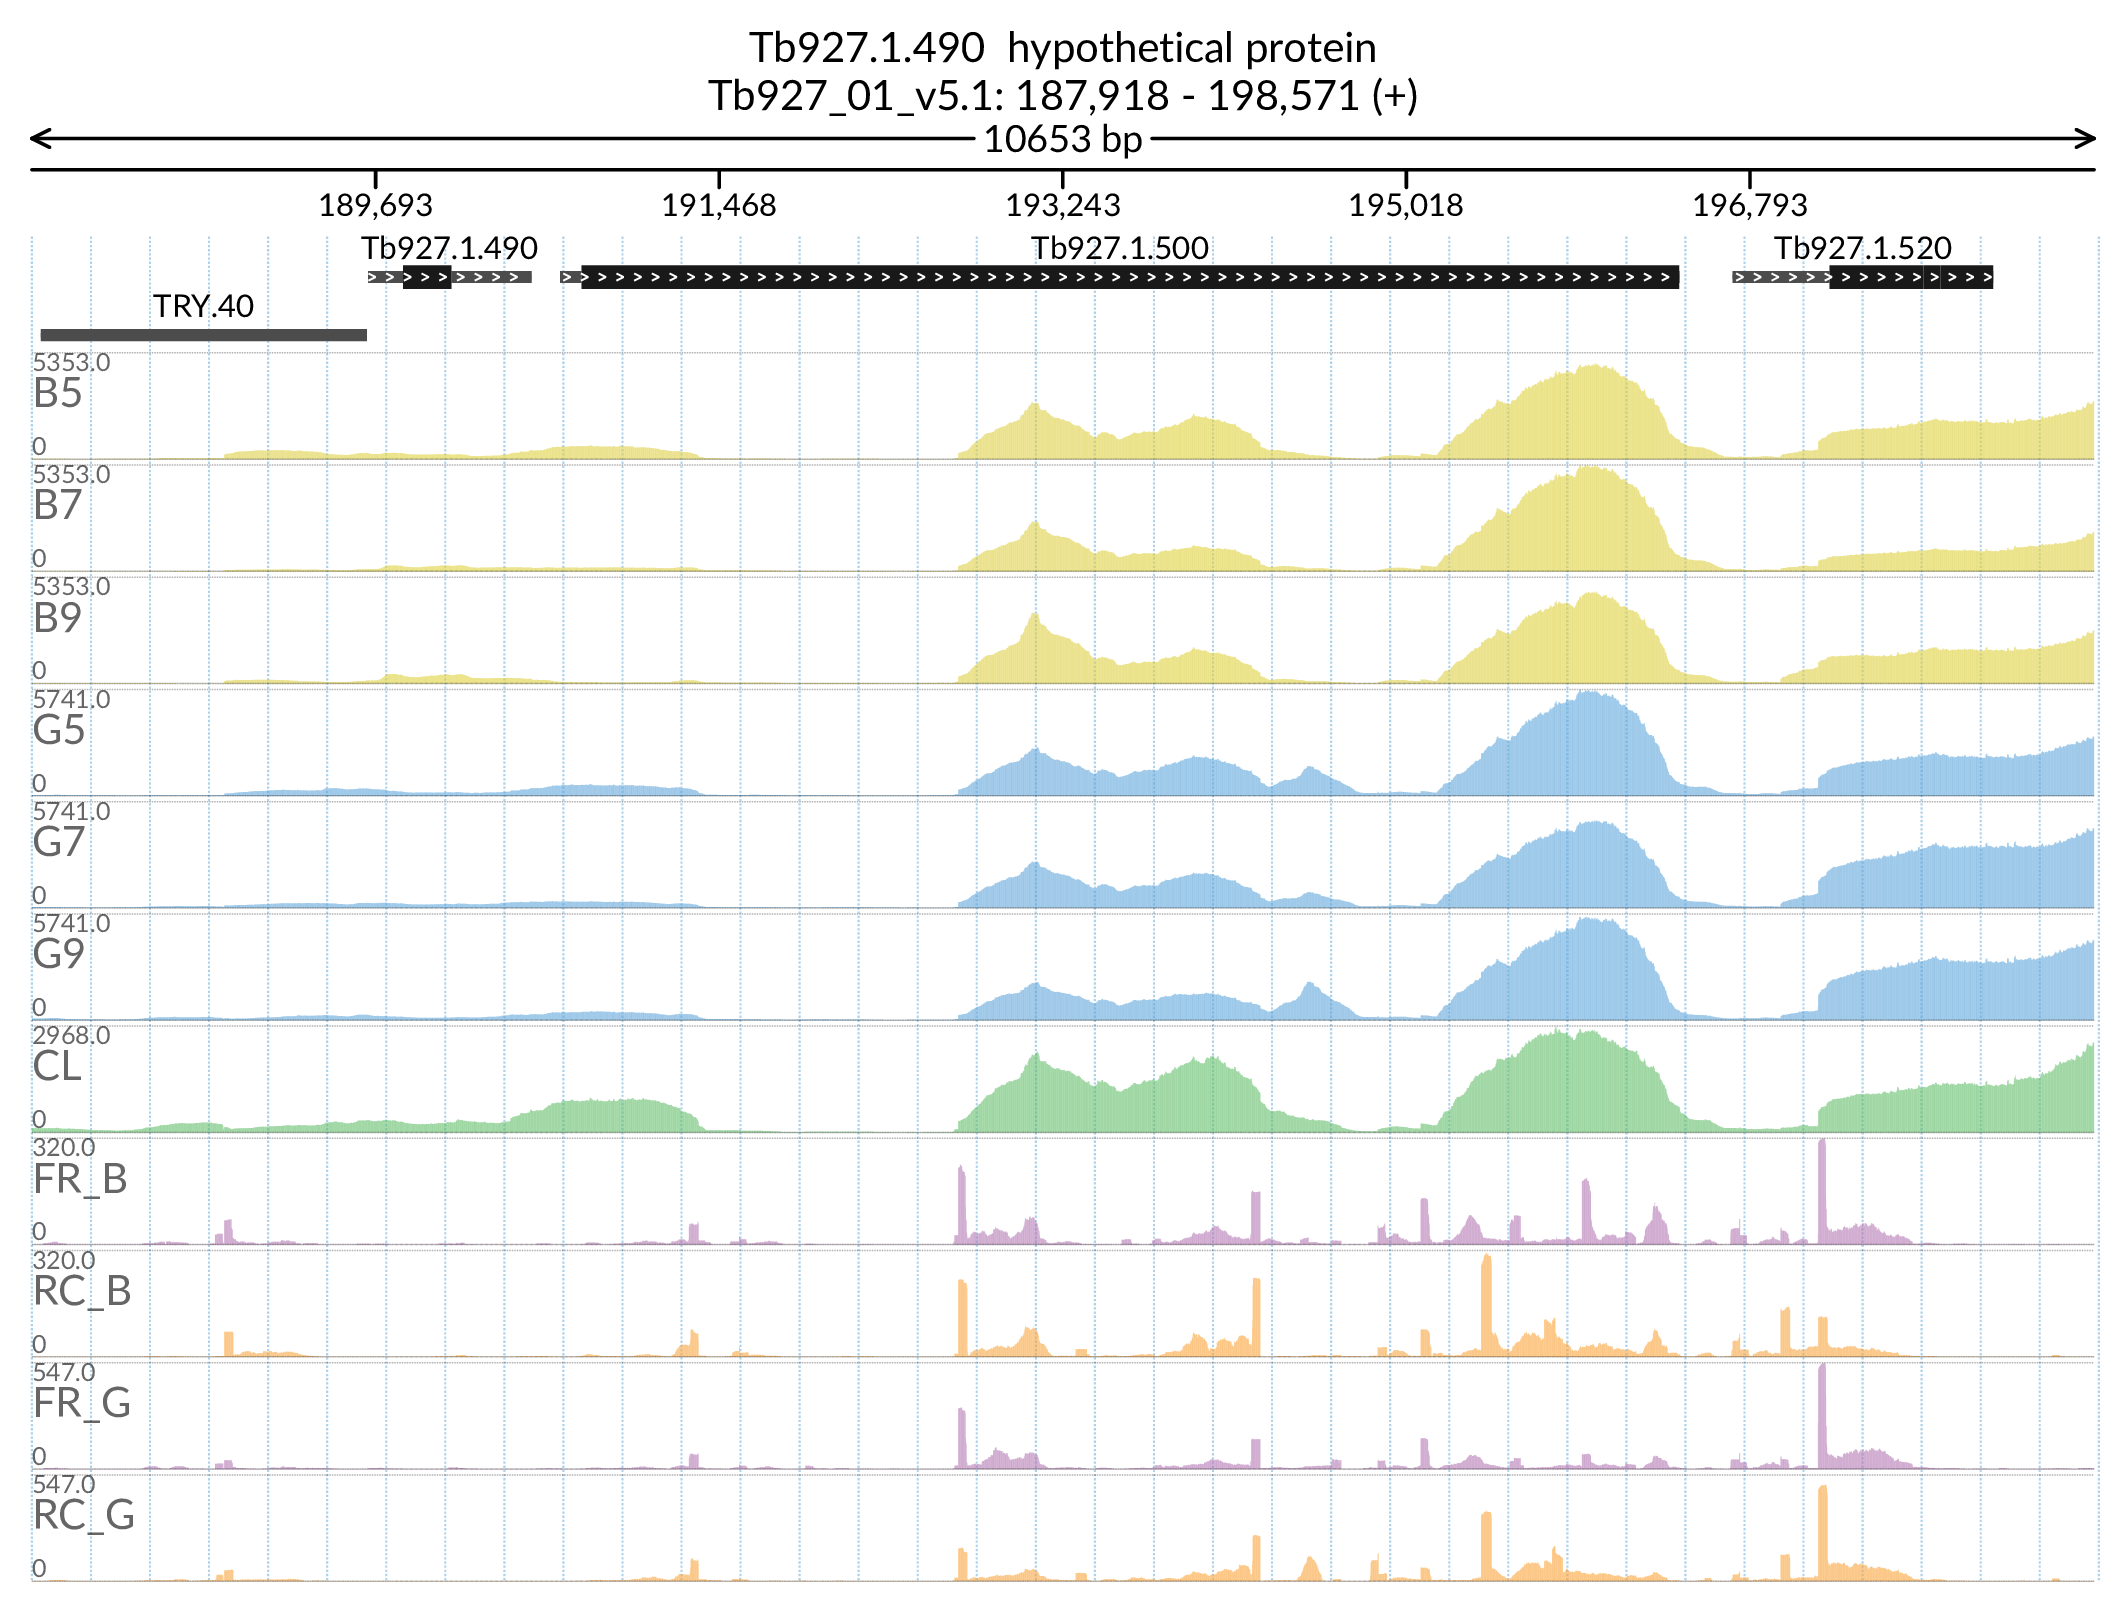 Tb927.1.490 hypothetical protein
Tb927_01_v5.1: 187,918 - 198,571 (+)
10653 bp
189,693 191,468 193,243 195,018 196,793
Tb927.1.490 Tb927.1.500 Tb927.1.520
TRY.40
5353.0
B5
0
5353.0
B7
0
5353.0
B9
0
5741.0
G5
0
5741.0
G7
0
5741.0
G9
0
2968.0
CL
0
320.0
FR_B
0
320.0
RC_B
0
547.0
FR_G
0
547.0
RC_G
0